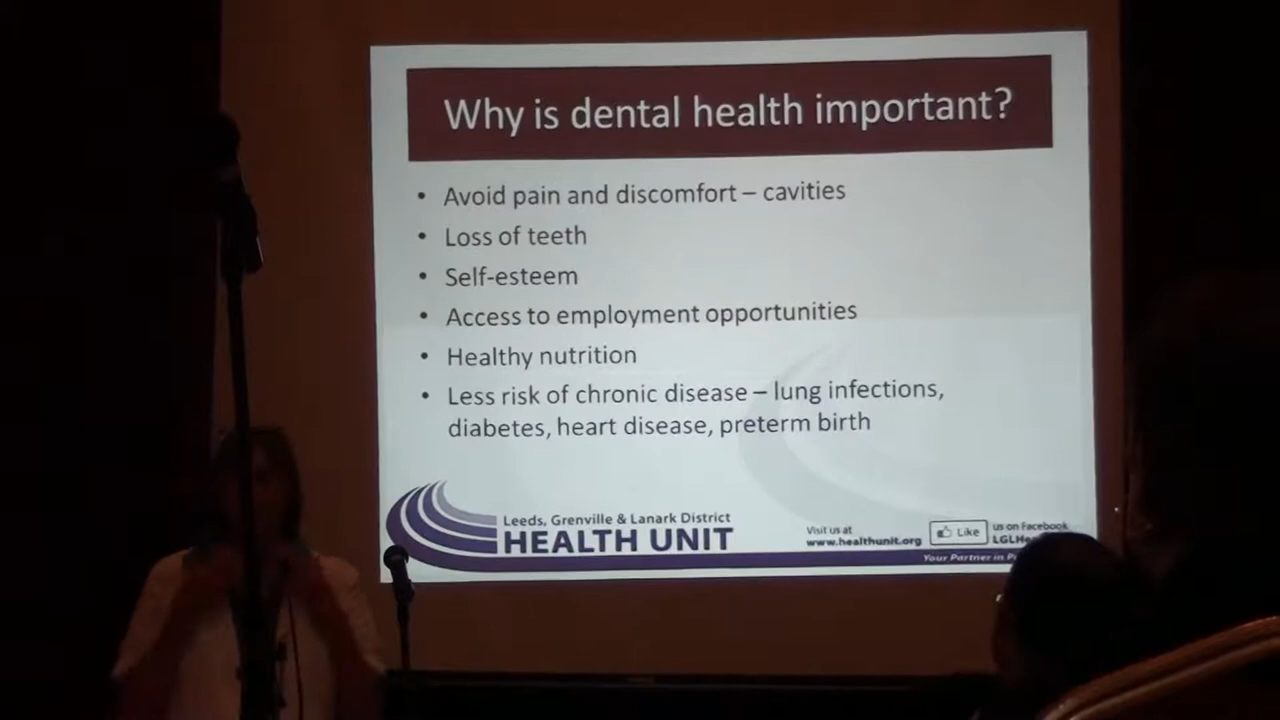 Why is dental health important?
• Avoid pain and discomfort – cavities
• Loss of teeth
• Self-esteem
• Access to employment opportunities
• Healthy nutrition
• Less risk of chronic disease – lung infections,
diabetes, heart disease, preterm birth
Leeds, Grenville & Lanark District
HEALTH UNIT
Visit us at
www.healthunit.org
Like
us on Facebook
Your Partner in